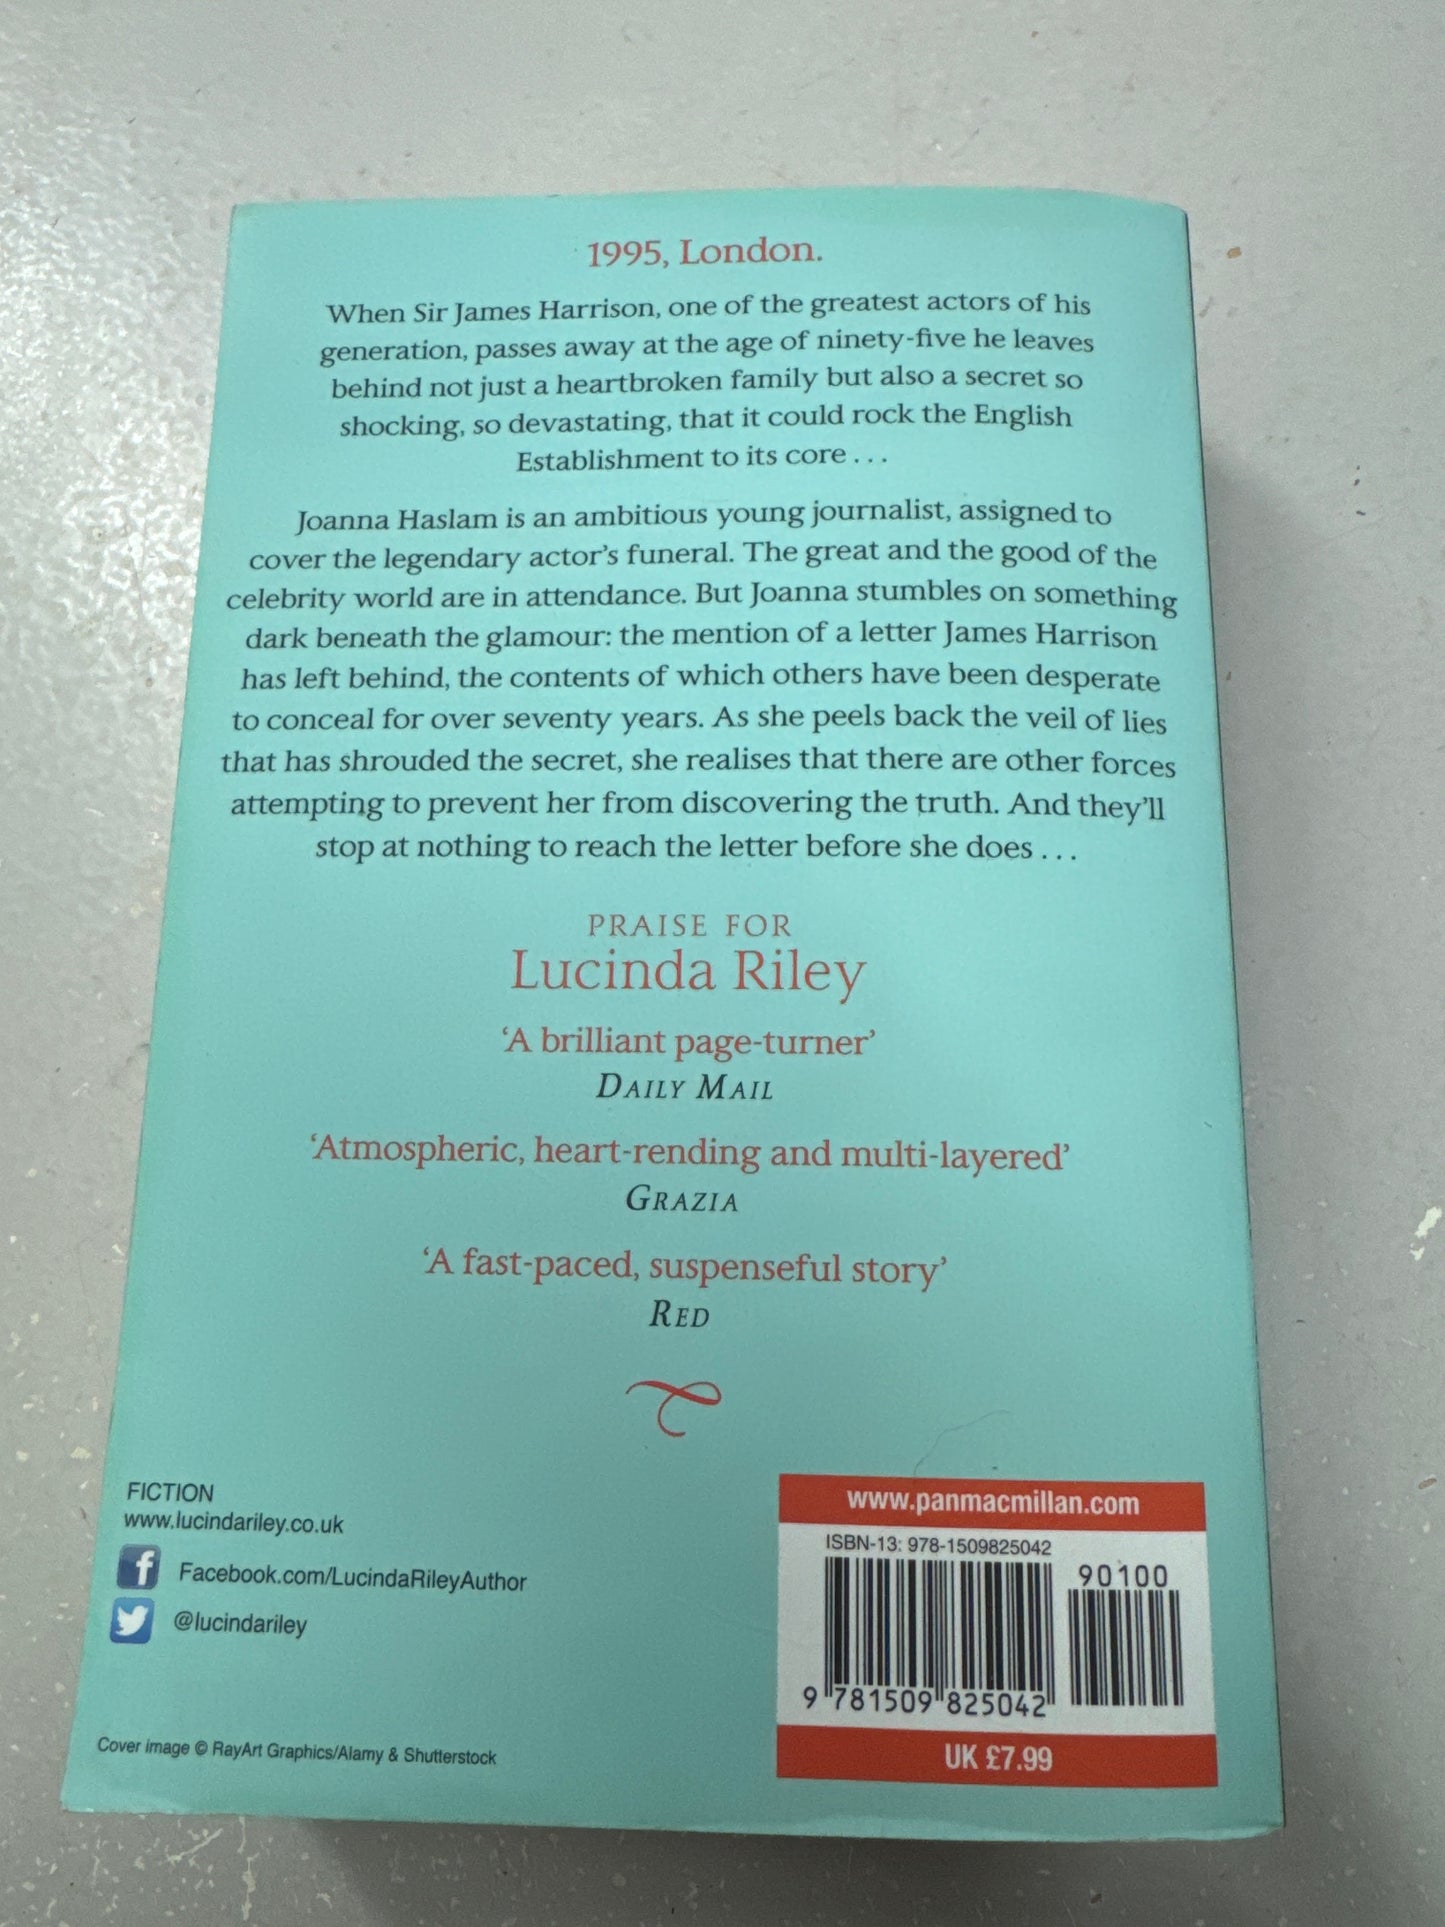 1995, London.
When Sir James Harrison, one of the greatest actors of his
generation, passes away at the age of ninety-five he leaves
behind not just a heartbroken family but also a secret so
shocking, so devastating, that it could rock the English
Establishment to its core . . .
Joanna Haslam is an ambitious young journalist, assigned to
cover the legendary actor’s funeral. The great and the good of the
celebrity world are in attendance. But Joanna stumbles on something
dark beneath the glamour: the mention of a letter James Harrison
has left behind, the contents of which others have been desperate
to conceal for over seventy years. As she peels back the veil of lies
that has shrouded the secret, she realises that there are other forces
attempting to prevent her from discovering the truth. And they’ll
stop at nothing to reach the letter before she does . . .
PRAISE FOR
Lucinda Riley
‘A brilliant page-turner’
DAILY MAIL
‘Atmospheric, heart-rending and multi-layered’
GRAZIA
‘A fast-paced, suspenseful story’
RED
FICTION
www.lucindariley.co.uk
f Facebook.com/LucindaRileyAuthor
@lucindariley
Cover image © RayArt Graphics/Alamy & Shutterstock
www.panmacmillan.com
ISBN-13: 978-1509825042
90100
9 781509 825042
UK £7.99